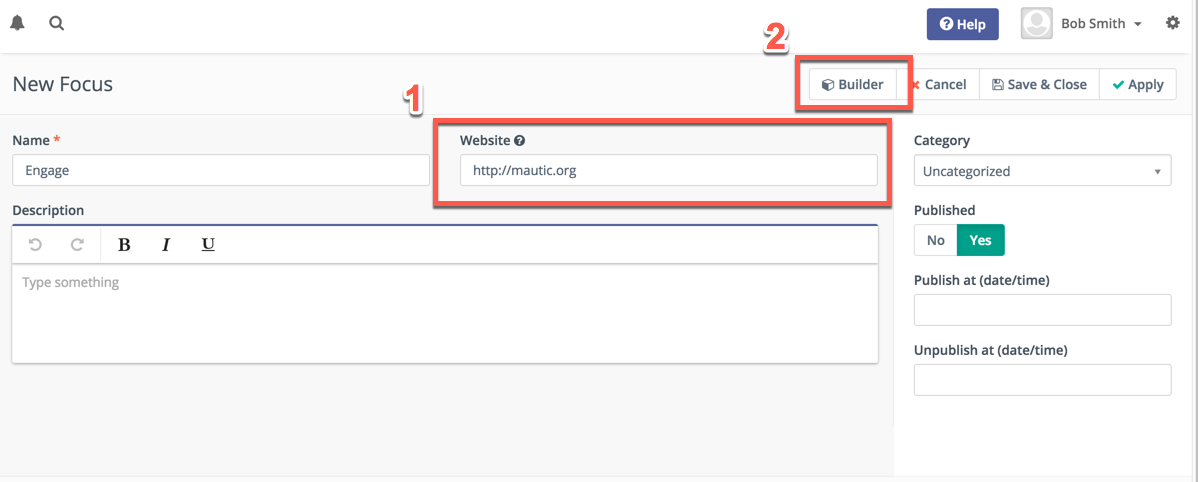 Help Bob Smith
2
New Focus
Builder Cancel Save & Close Apply
1
Name * Website Category
Engage http://mautic.org Uncategorized
Description Published
B I U No Yes
Type something
Publish at (date/time)
Unpublish at (date/time)